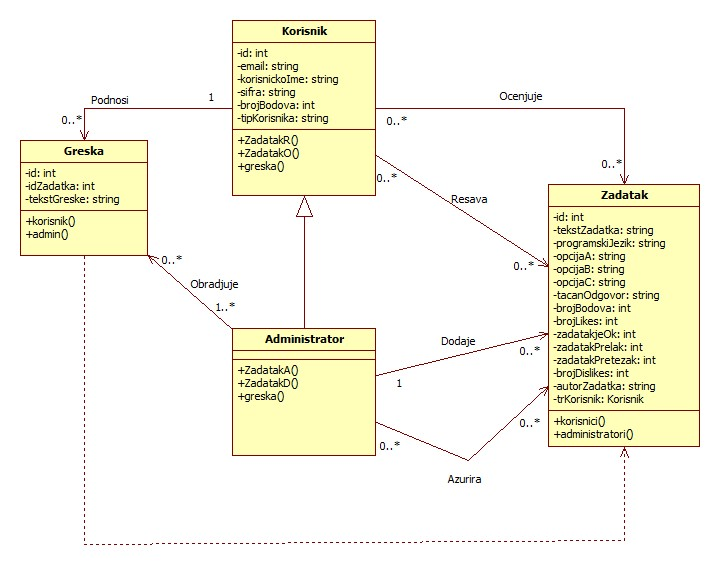 Korisnik
-id: int
-email: string
-korisnickoIme: string
-sifra: string
-brojBodova: int
-tipKorisnika: string
+ZadatakR()
+ZadatakO()
+greska()
Podnosi
1
0..*
Ocenjuje
0..*
0..*
Greska
-id: int
-idZadatka: int
-tekstGreske: string
+korisnik()
+admin()
0..*
Resava
0..*
Zadatak
-id: int
-tekstZadatka: string
-programskiJezik: string
-opcijaA: string
-opcijaB: string
-opcijaC: string
-tacanOdgovor: string
-brojBodova: int
-brojLikes: int
-zadatakjeOk: int
-zadatakPrelak: int
-zadatakPretezak: int
-brojDislikes: int
-autorZadatka: string
-trKorisnik: Korisnik
+korisnici()
+administratori()
0..*
Obradjuje
1..*
Administrator
+ZadatakA()
+ZadatakD()
+greska()
Dodaje
0..*
1
0..*
0..*
Azurira